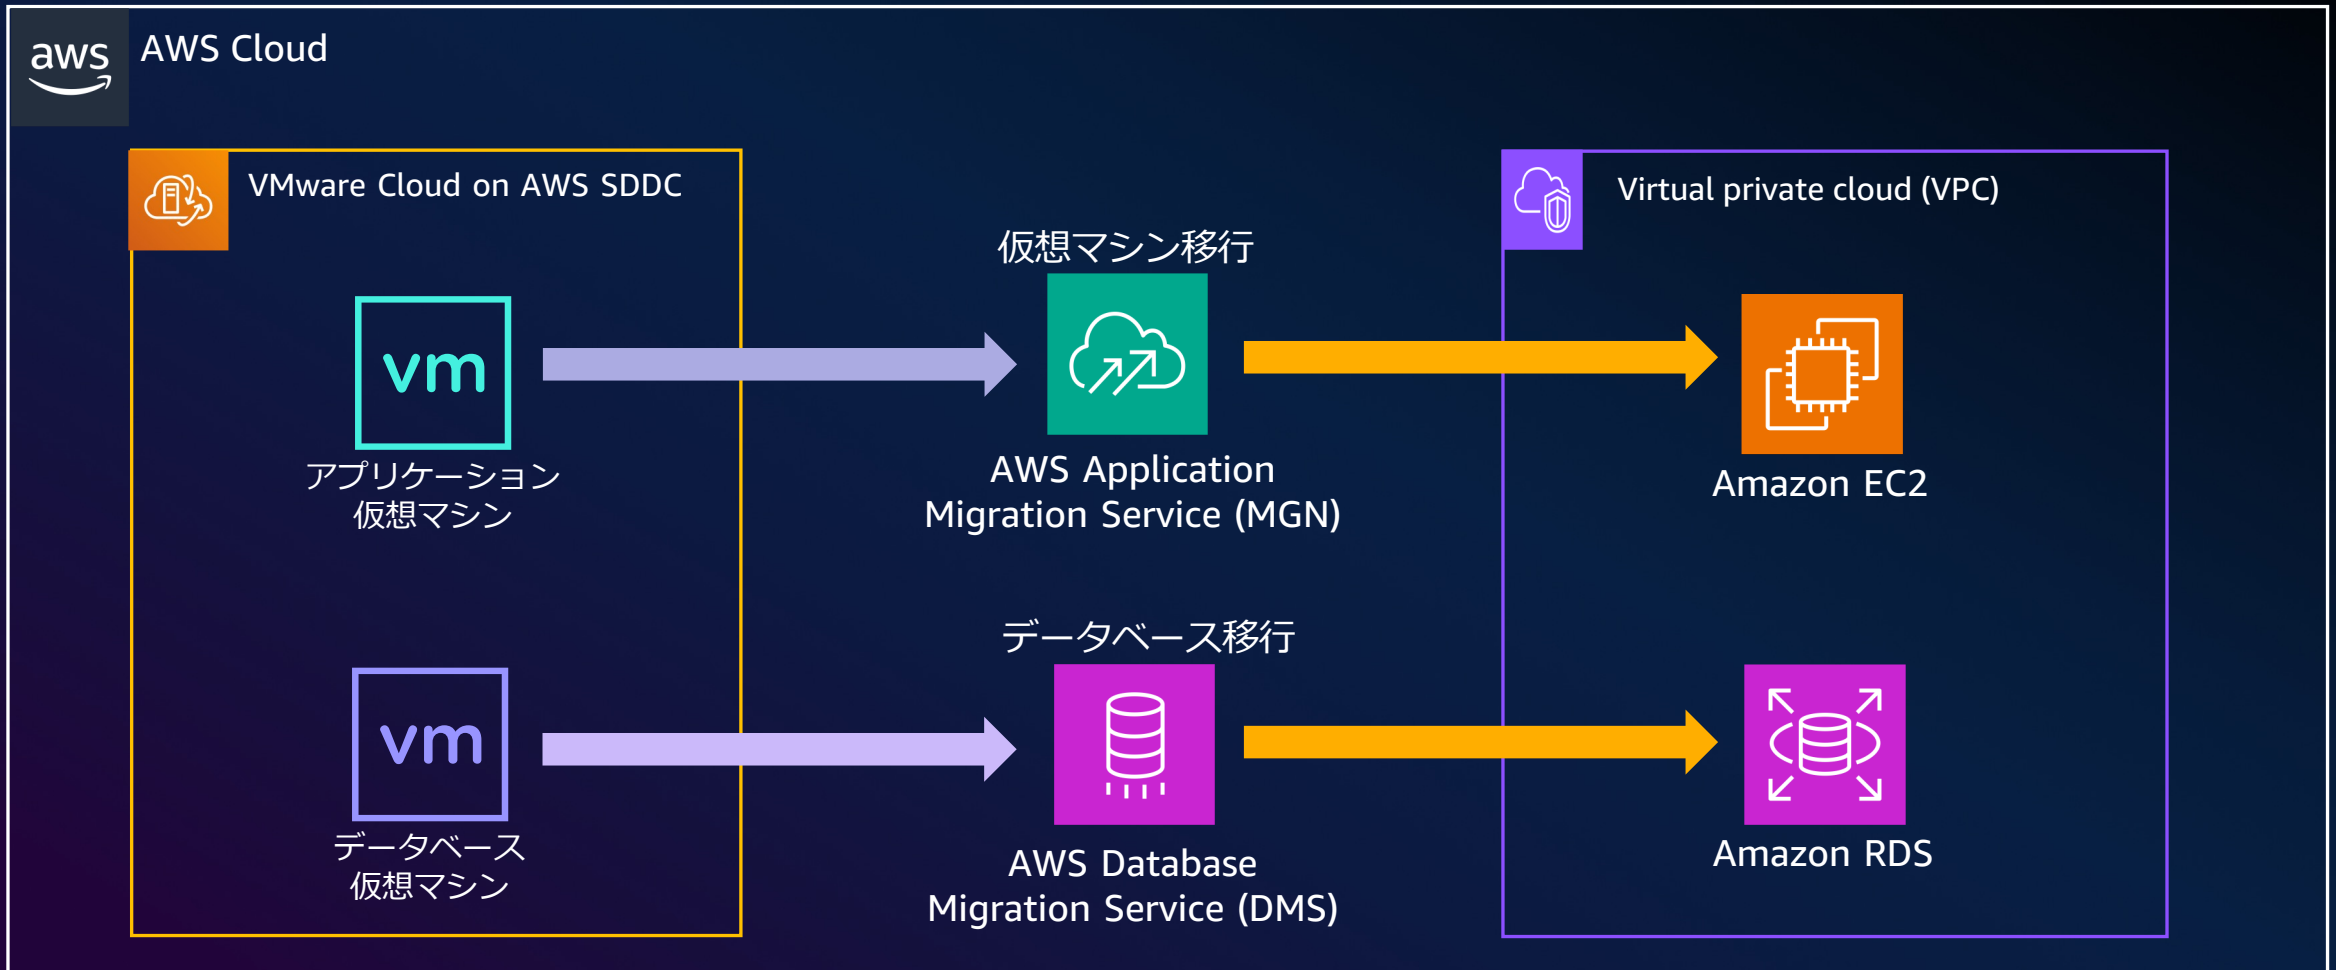 aws
AWS Cloud
VMware Cloud on AWS SDDC
Virtual private cloud (VPC)
仮想マシン移行
vm
アプリケーション
仮想マシン
AWS Application
Migration Service (MGN)
Amazon EC2
データベース移行
vm
データベース
仮想マシン
AWS Database
Migration Service (DMS)
Amazon RDS